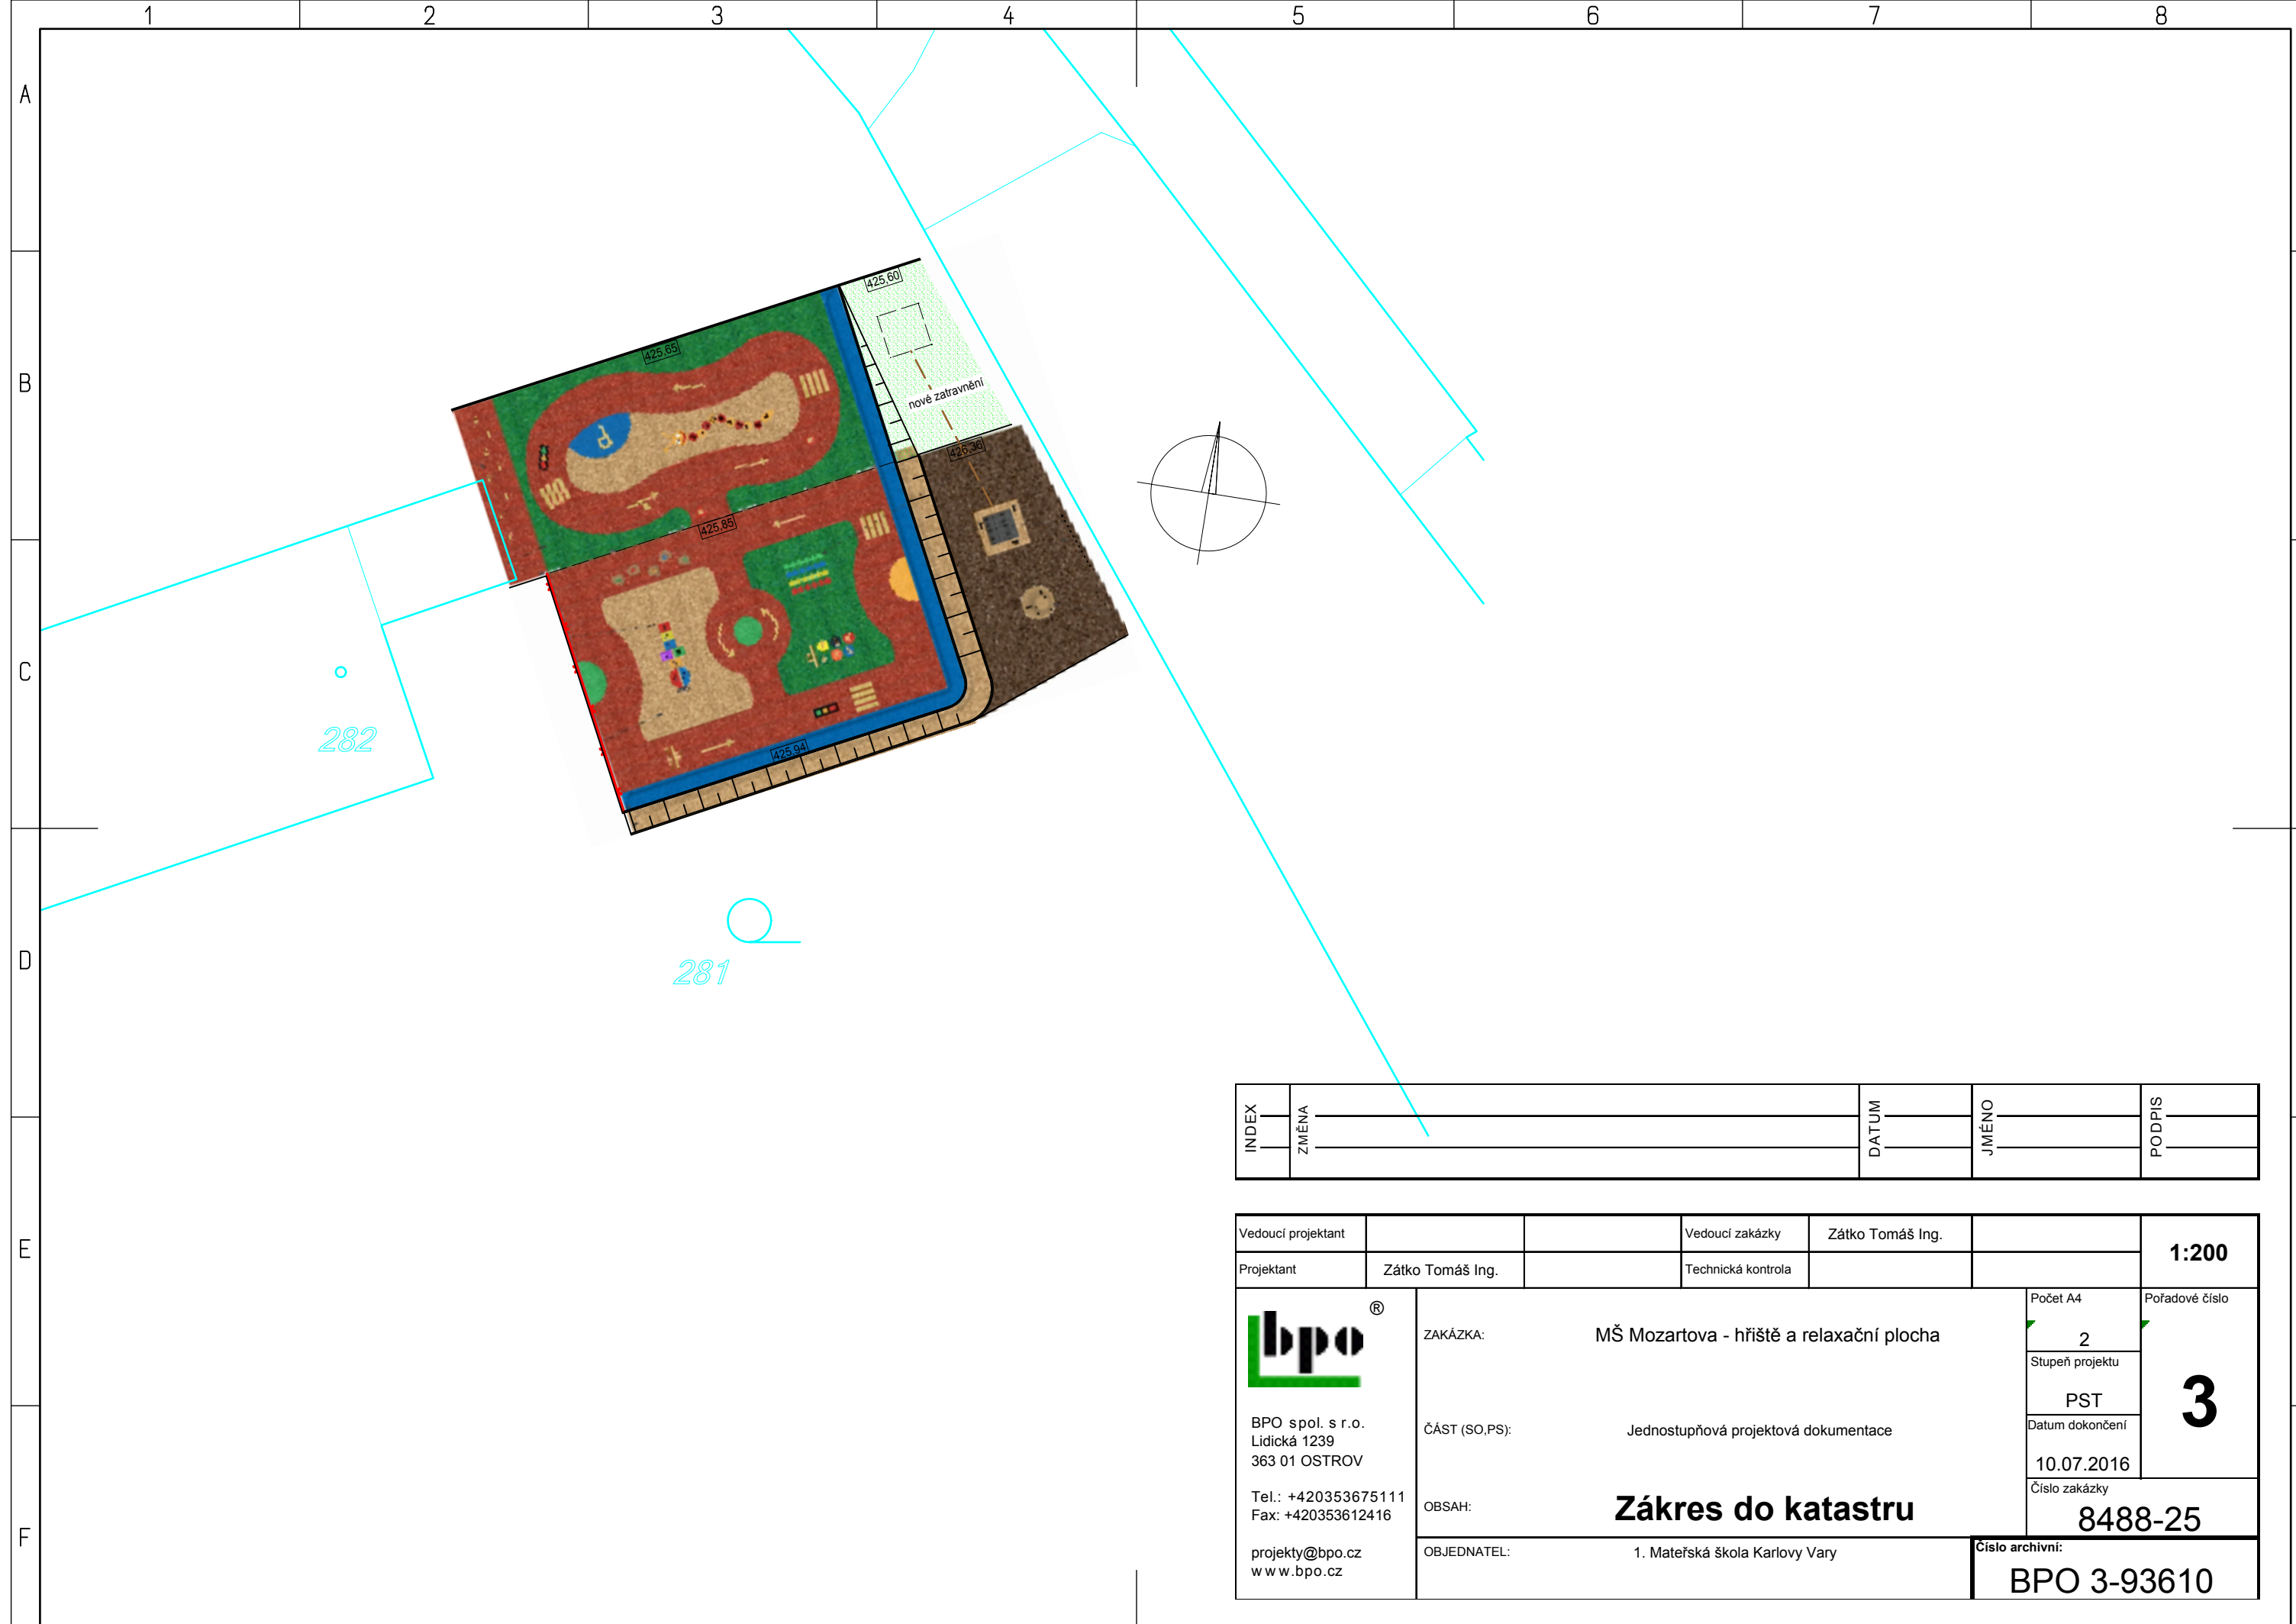 1 2 3 4 5 6 7 8
A
B
C
D
E
F
425,60
425,65
nové zatravnění
425,36
425,85
425,94
282
281
INDEX ZMĚNA DATUM JMÉNO PODPIS
Vedoucí projektant Vedoucí zakázky Zátko Tomáš Ing.
1:200
Projektant Zátko Tomáš Ing. Technická kontrola
bpo ®
BPO spol. s r.o.
Lidická 1239
363 01 OSTROV
Tel.: +420353675111
Fax: +420353612416
projekty@bpo.cz
www.bpo.cz
ZAKÁZKA: MŠ Mozartova - hřiště a relaxační plocha
ČÁST (SO,PS): Jednostupňová projektová dokumentace
OBSAH: Zákres do katastru
OBJEDNATEL: 1. Mateřská škola Karlovy Vary
Počet A4
2
Stupeň projektu
PST
Datum dokončení
10.07.2016
Pořadové číslo
3
Číslo zakázky
8488-25
Číslo archivní:
BPO 3-93610